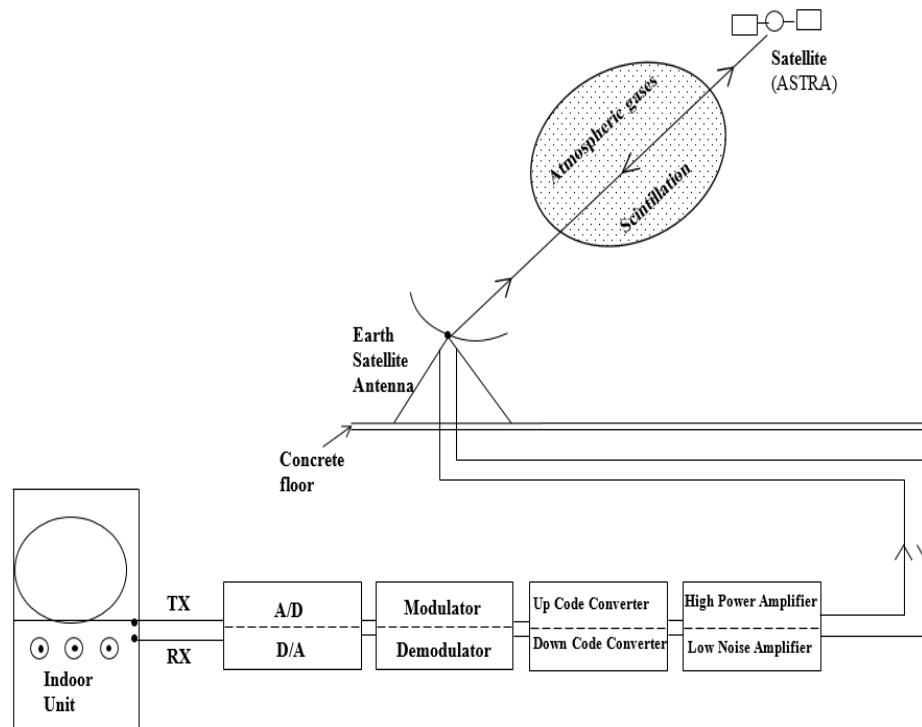 Satellite
(ASTRA)
Atmospheric gases
Scintillation
Earth
Satellite
Antenna
Concrete
floor
TX
RX
Indoor
Unit
A/D
D/A
Modulator
Demodulator
Up Code Converter
Down Code Converter
High Power Amplifier
Low Noise Amplifier